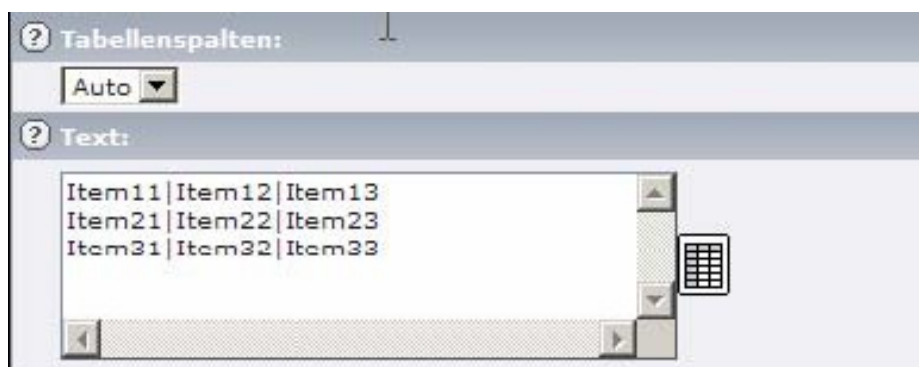 Tabellenspalten:
Auto
Text:
Item11|Item12|Item13
Item21|Item22|Item23
Item31|Item32|Item33